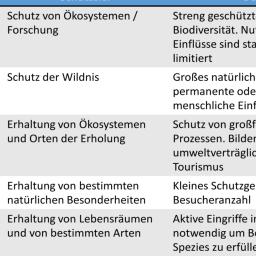 Schutz von Ökosystemen /
Forschung
Streng geschützt
Biodiversität. Nu
Einflüsse sind sta
limitiert
Schutz der Wildnis
Großes natürlich
permanente ode
menschliche Einf
Erhaltung von Ökosystemen
und Orten der Erholung
Schutz von großf
Prozessen. Bilder
umweltverträglic
Tourismus
Erhaltung von bestimmten
natürlichen Besonderheiten
Kleines Schutzge
Besucheranzahl
Erhaltung von Lebensräumen
und von bestimmten Arten
Aktive Eingriffe in
notwendig um Be
Spezies zu erfülle